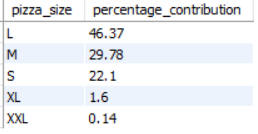 pizza_size percentage_contribution
L 46.37
M 29.78
S 22.1
XL 1.6
XXL 0.14